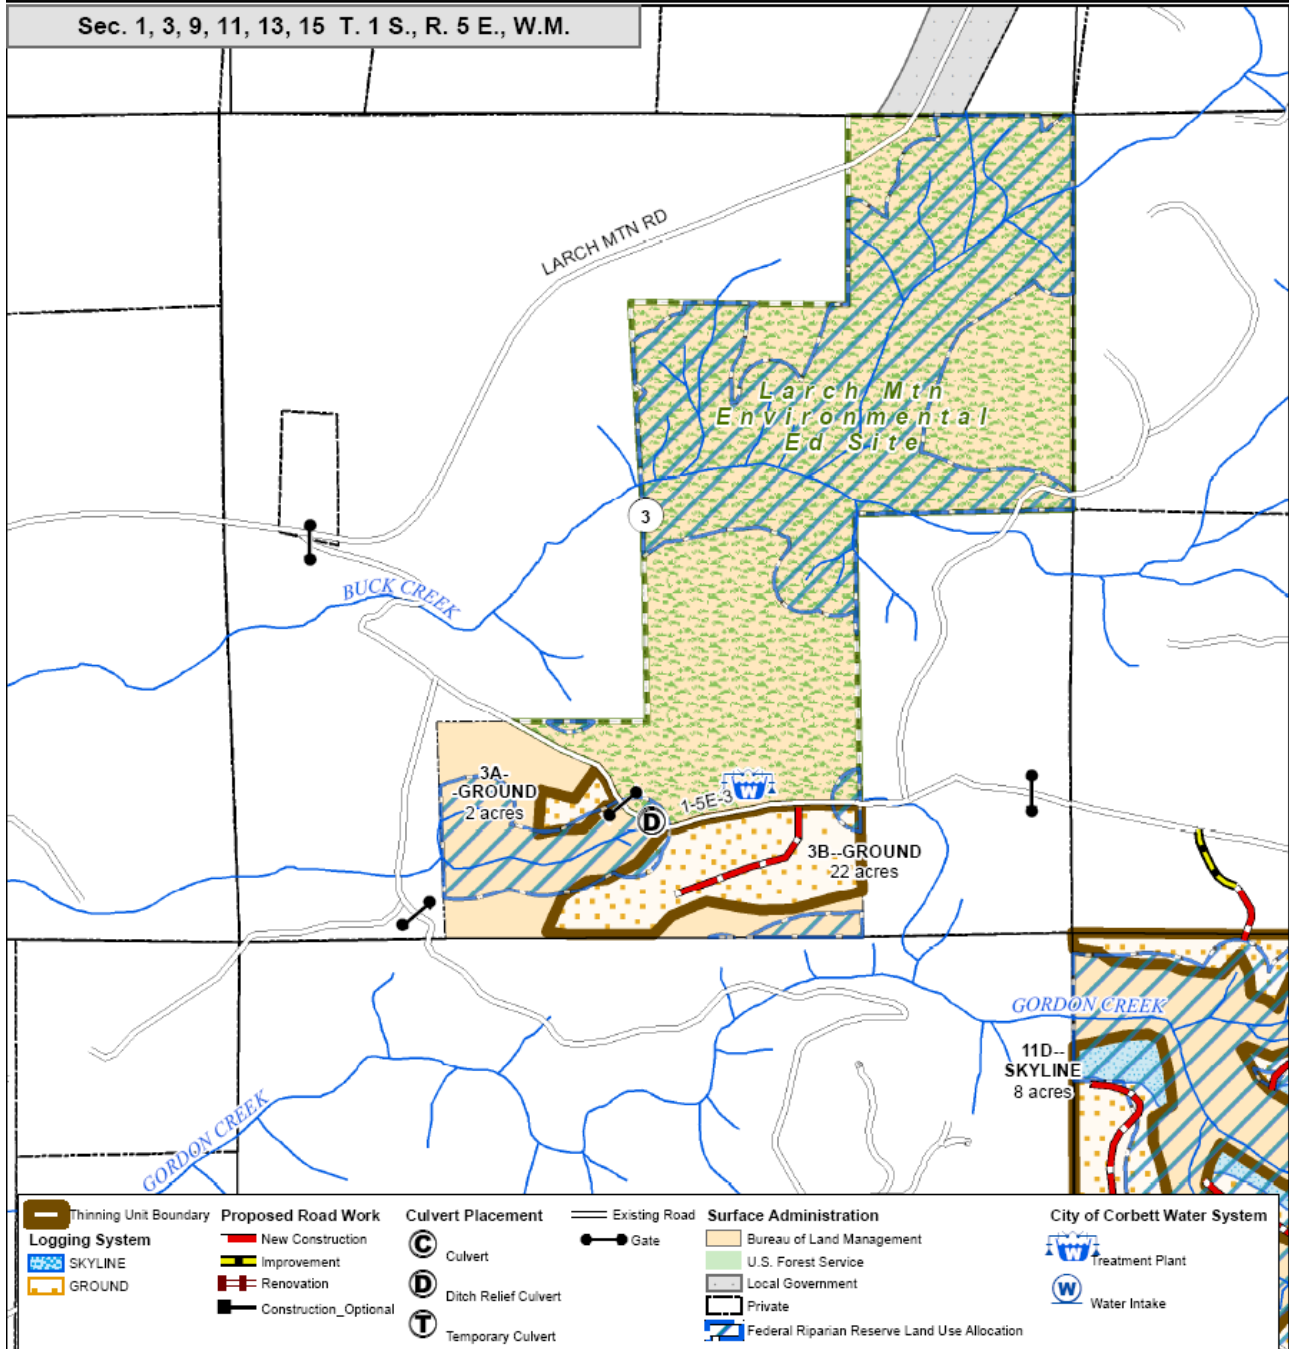 Sec. 1, 3, 9, 11, 13, 15 T. 1 S., R. 5 E., W.M.
LARCH MTN RD
Larch Mtn
Environmental
Ed Site
3
BUCK CREEK
3A-
-GROUND
2 acres
1-5E-3
W
D
3B--GROUND
22 acres
GORDON CREEK
11D--
SKYLINE
8 acres
GORDON CREEK
Thinning Unit Boundary
Logging System
SKYLINE
GROUND
Proposed Road Work
New Construction
Improvement
Renovation
Construction_Optional
Culvert Placement
C Culvert
D Ditch Relief Culvert
T Temporary Culvert
Existing Road
Gate
Surface Administration
Bureau of Land Management
U.S. Forest Service
Local Government
Private
Federal Riparian Reserve Land Use Allocation
City of Corbett Water System
W Treatment Plant
W Water Intake